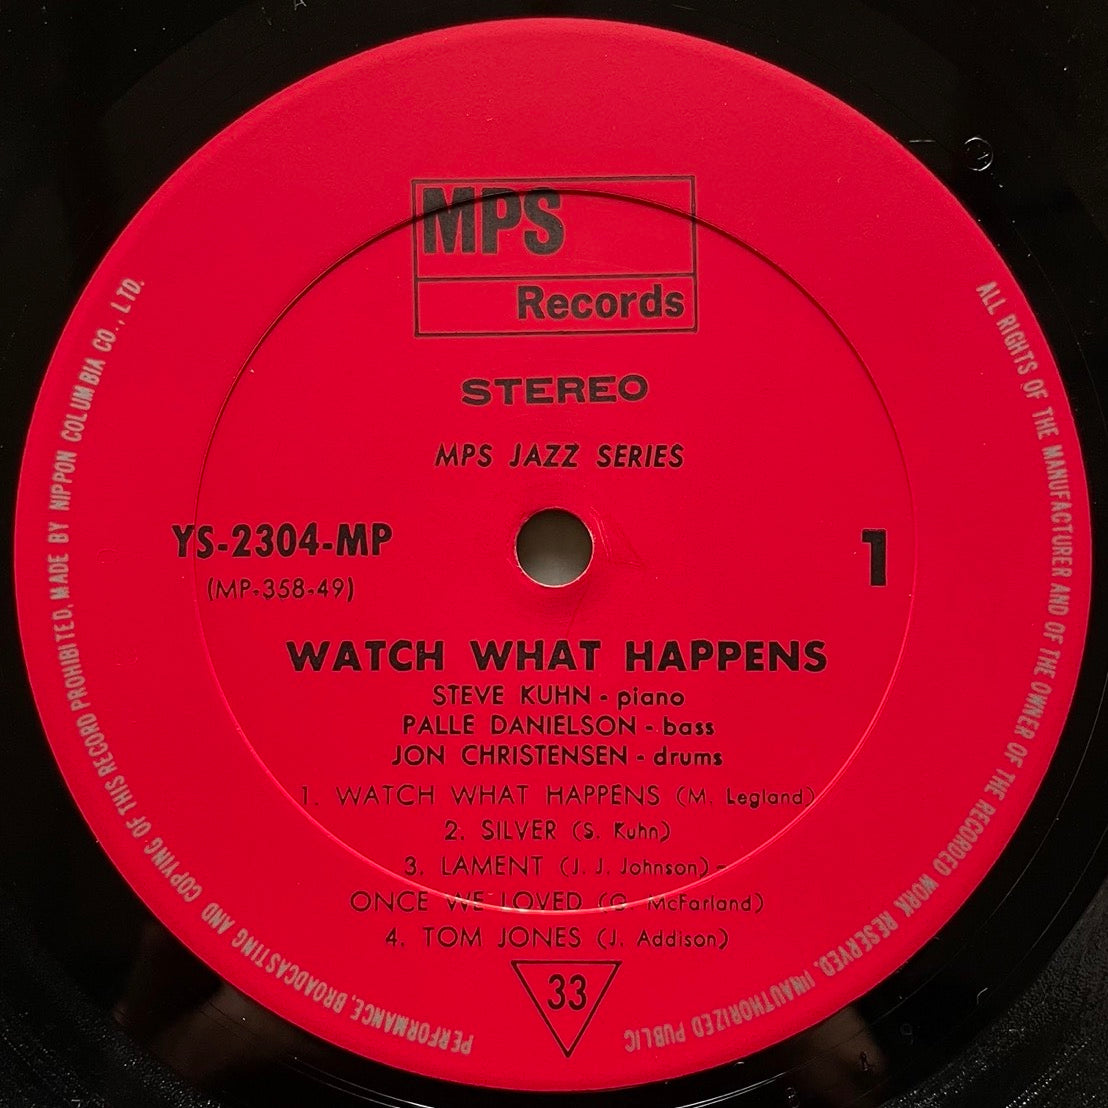 MPS
Records
STEREO
MPS JAZZ SERIES
YS-2304-MP
1
(MP-358-49)
WATCH WHAT HAPPENS
STEVE KUHN - piano
PALLE DANIELSON - bass
JON CHRISTENSEN - drums
1. WATCH WHAT HAPPENS (M. Legland)
2. SILVER (S. Kuhn)
3. LAMENT (J. J. Johnson) -
ONCE WE LOVED (G. McFarland)
4. TOM JONES (J. Addison)
33
ALL RIGHTS OF THE MANUFACTURER AND OF THE OWNER OF THE RECORDED WORK RESERVED. UNAUTHORIZED PUBLIC PERFORMANCE, BROADCASTING AND COPYING OF THIS RECORD PROHIBITED. MADE BY NIPPON COLUMBIA CO., LTD.